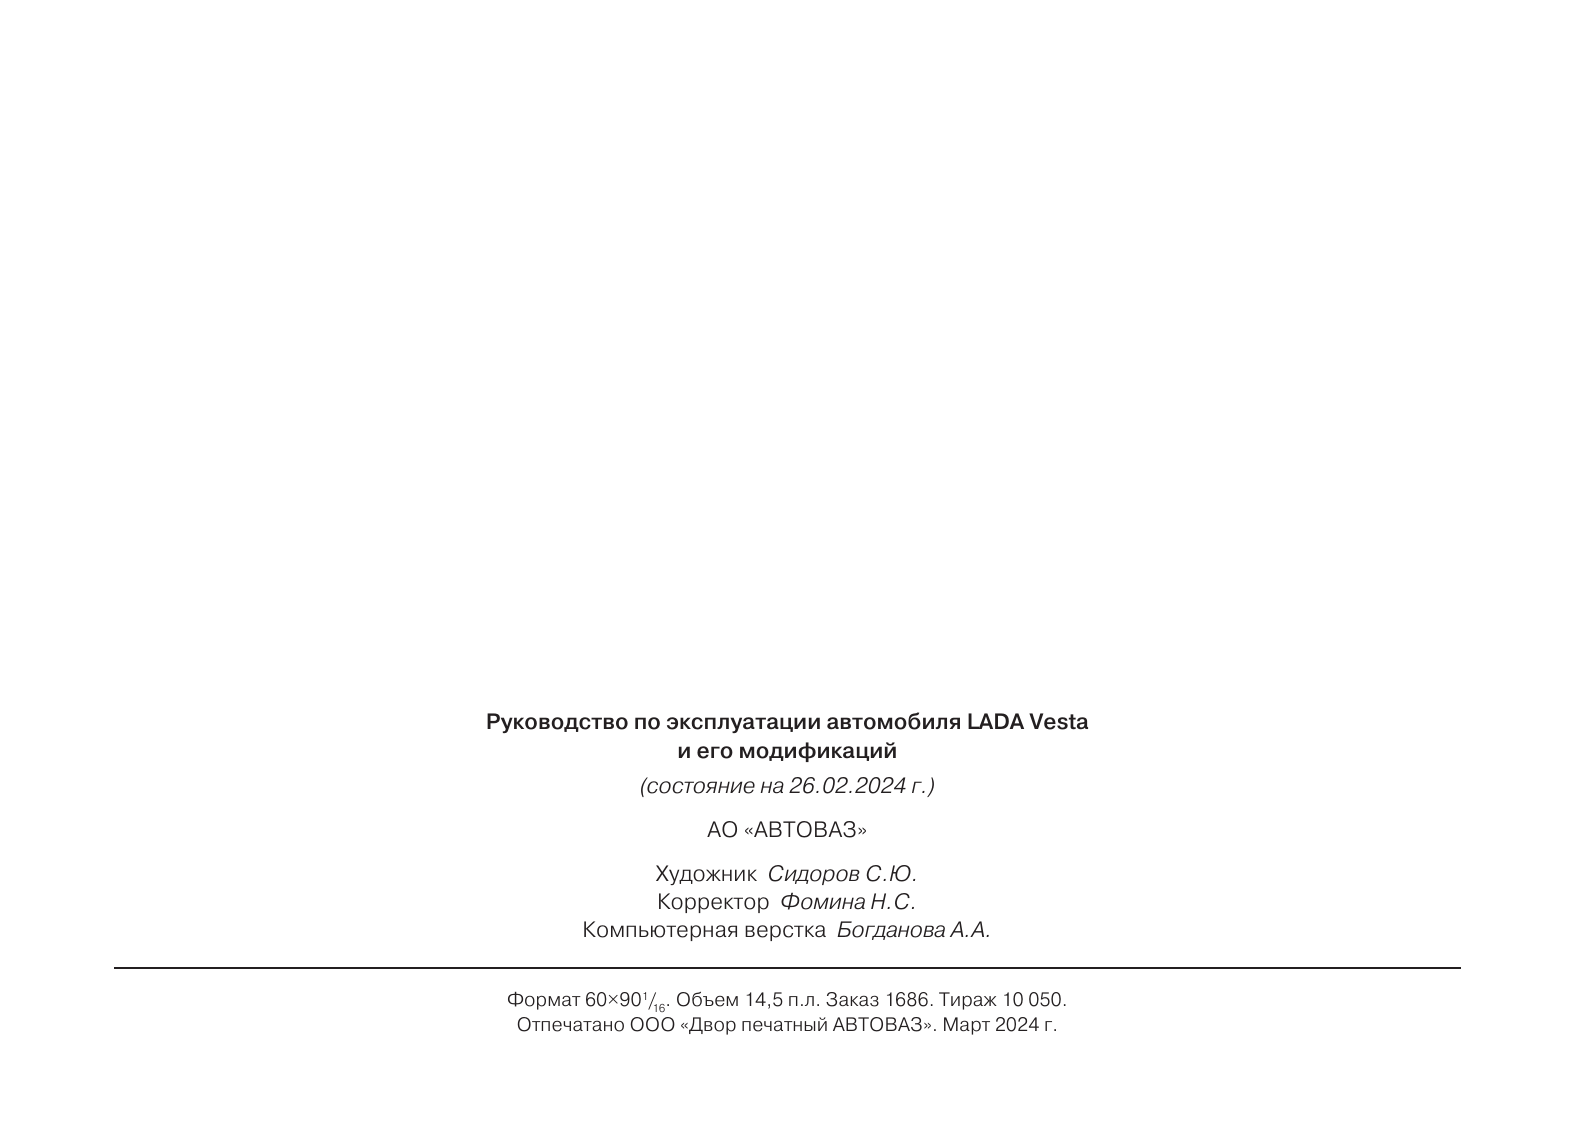 Руководство по эксплуатации автомобиля LADA Vesta
и его модификаций
(состояние на 26.02.2024 г.)
АО «АВТОВАЗ»
Художник Сидоров С.Ю.
Корректор Фомина Н.С.
Компьютерная верстка Богданова А.А.
Формат 60×90¹/₁₆. Объем 14,5 п.л. Заказ 1686. Тираж 10 050.
Отпечатано ООО «Двор печатный АВТОВАЗ». Март 2024 г.